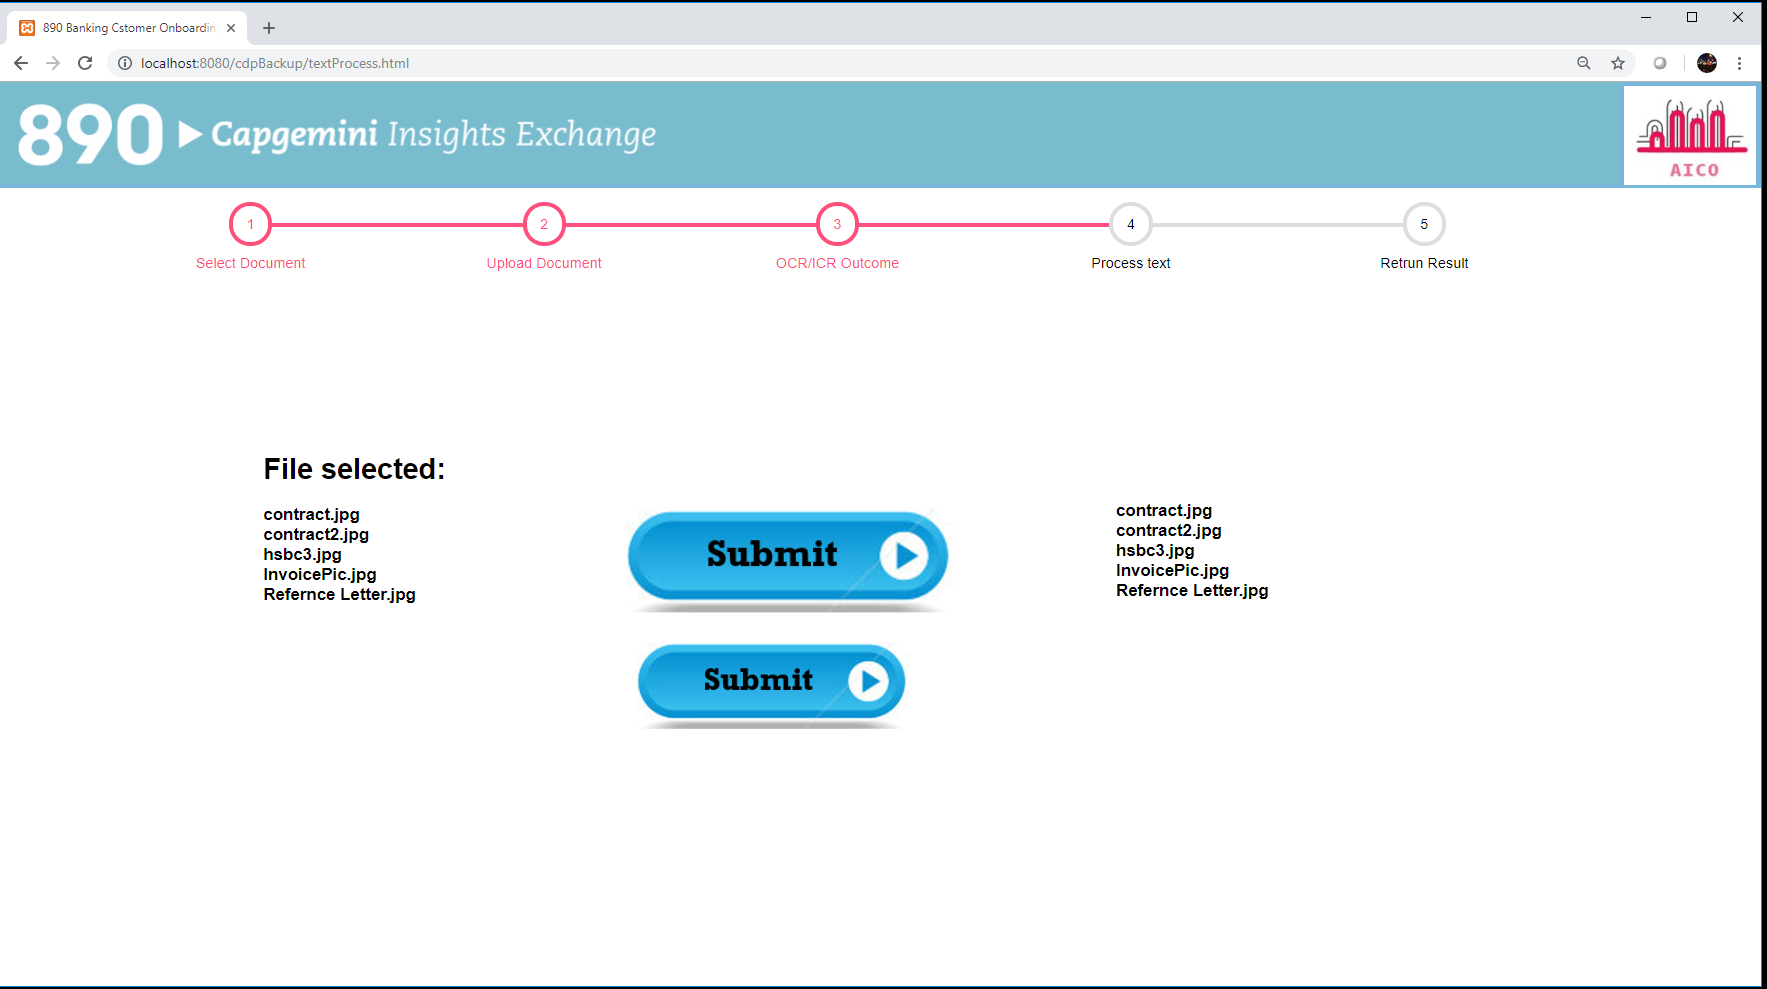 890 Banking Cstomer Onboardin
localhost:8080/cdpBackup/textProcess.html
890 Capgemini Insights Exchange
AICO
1 2 3 4 5
Select Document Upload Document OCR/ICR Outcome Process text Retrun Result
File selected:
contract.jpg
contract2.jpg
hsbc3.jpg
InvoicePic.jpg
Refernce Letter.jpg
Submit
Submit
contract.jpg
contract2.jpg
hsbc3.jpg
InvoicePic.jpg
Refernce Letter.jpg